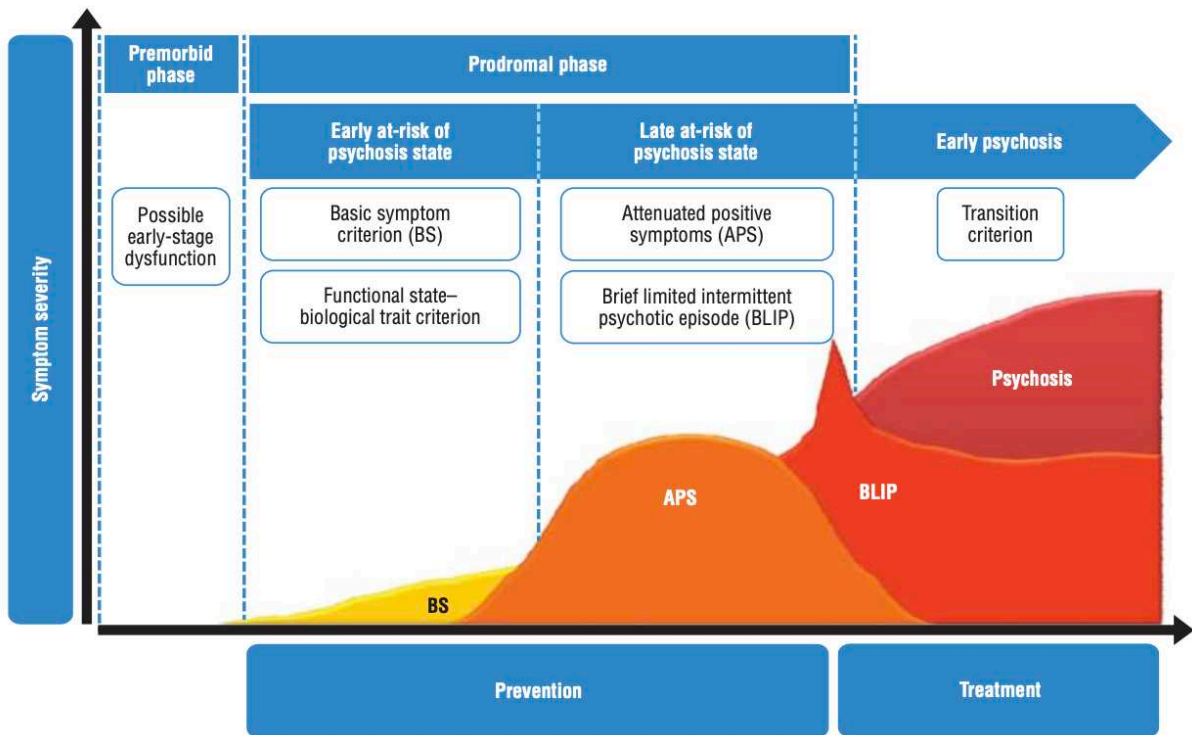 Premorbid
phase
Prodromal phase
Early at-risk of
psychosis state
Late at-risk of
psychosis state
Early psychosis
Possible
early-stage
dysfunction
Basic symptom
criterion (BS)
Functional state–
biological trait criterion
Attenuated positive
symptoms (APS)
Brief limited intermittent
psychotic episode (BLIP)
Transition
criterion
Symptom severity
BS
APS
BLIP
Psychosis
Prevention
Treatment